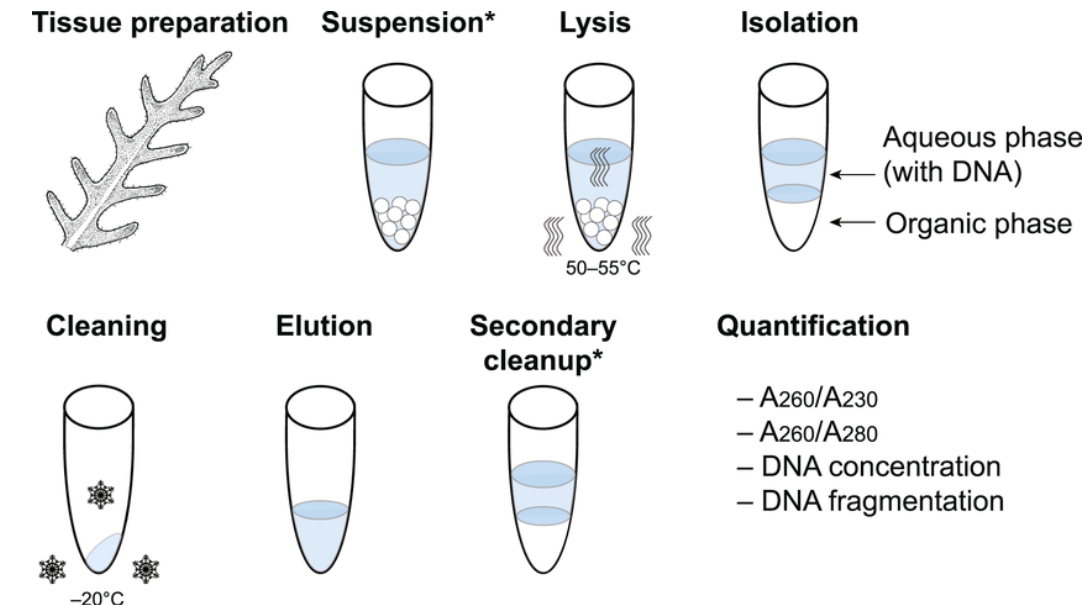 Tissue preparation
Suspension*
Lysis
Isolation
50–55°C
Aqueous phase
(with DNA)
Organic phase
Cleaning
Elution
Secondary
cleanup*
Quantification
–20°C
– A260/A230
– A260/A280
– DNA concentration
– DNA fragmentation